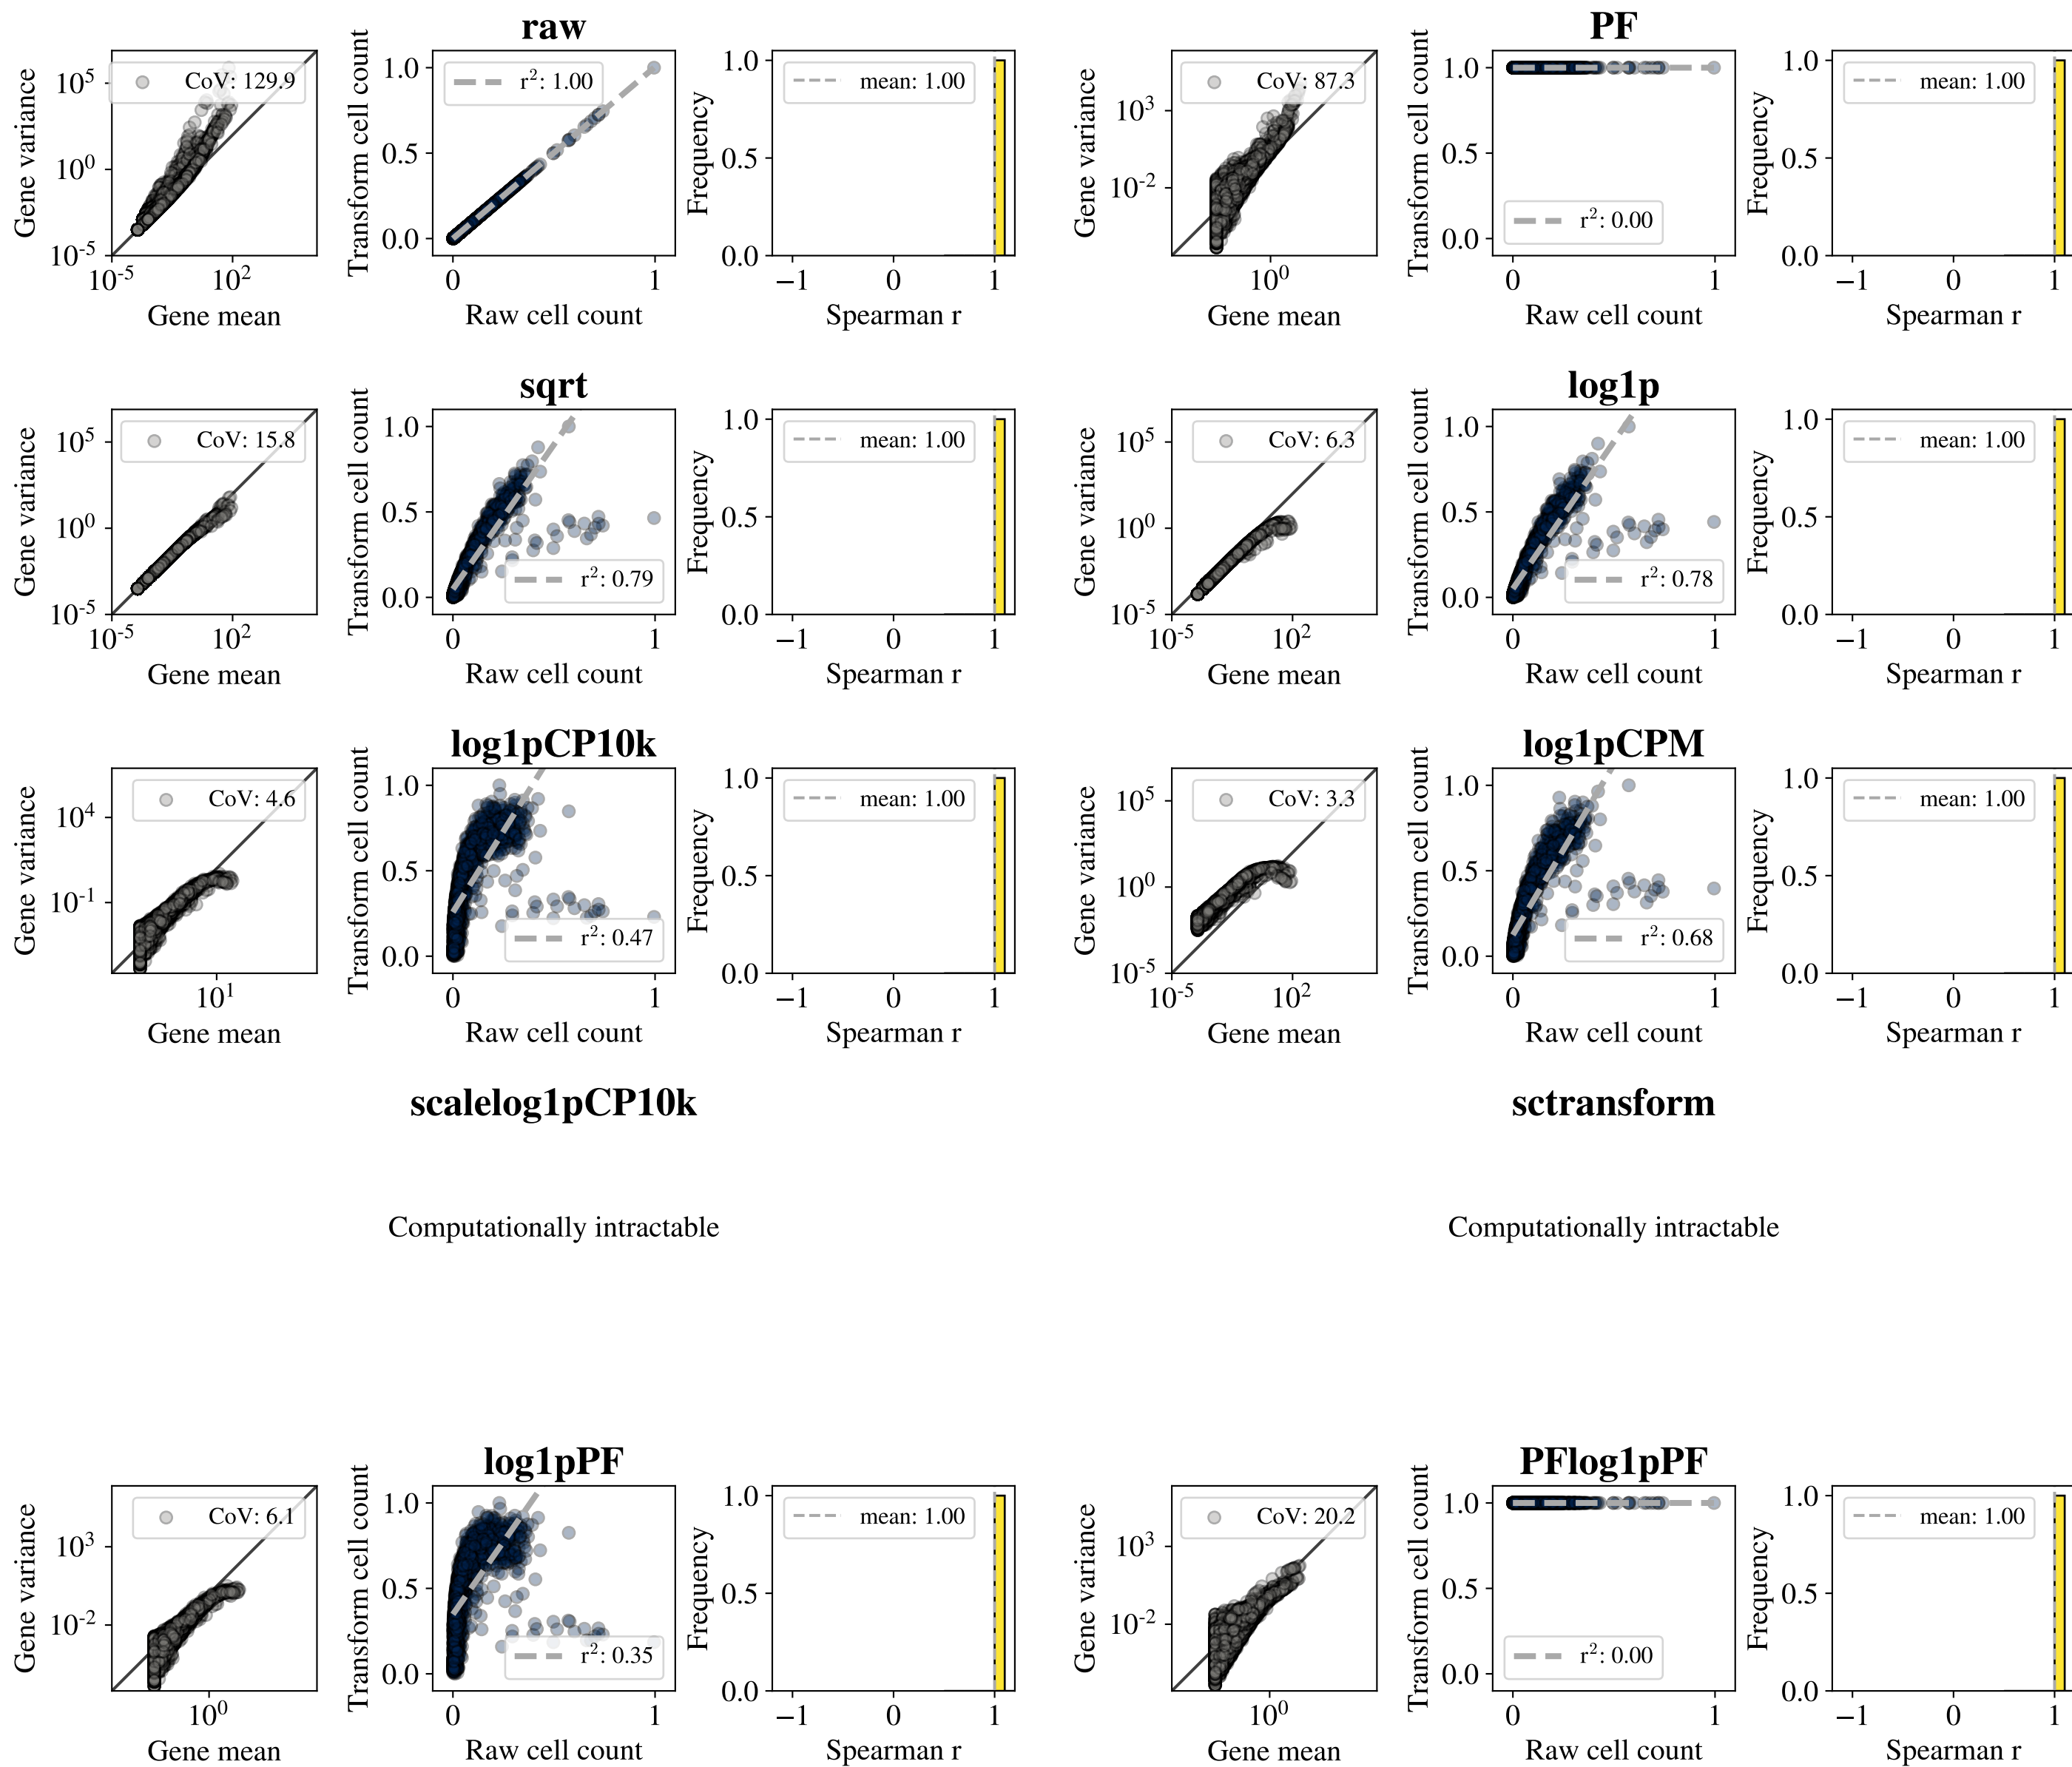 raw
Gene variance
10^5
10^0
10^-5
10^-5
10^2
Gene mean
CoV: 129.9
Transform cell count
1.0
0.5
0.0
0
1
Raw cell count
r^2: 1.00
Frequency
1.0
0.5
0.0
−1
0
1
Spearman r
mean: 1.00
PF
Gene variance
10^3
10^-2
10^0
Gene mean
CoV: 87.3
Transform cell count
1.0
0.5
0.0
0
1
Raw cell count
r^2: 0.00
Frequency
1.0
0.5
0.0
−1
0
1
Spearman r
mean: 1.00
sqrt
Gene variance
10^5
10^0
10^-5
10^-5
10^2
Gene mean
CoV: 15.8
Transform cell count
1.0
0.5
0.0
0
1
Raw cell count
r^2: 0.79
Frequency
1.0
0.5
0.0
−1
0
1
Spearman r
mean: 1.00
log1p
Gene variance
10^5
10^0
10^-5
10^-5
10^2
Gene mean
CoV: 6.3
Transform cell count
1.0
0.5
0.0
0
1
Raw cell count
r^2: 0.78
Frequency
1.0
0.5
0.0
−1
0
1
Spearman r
mean: 1.00
log1pCP10k
Gene variance
10^4
10^-1
10^1
Gene mean
CoV: 4.6
Transform cell count
1.0
0.5
0.0
0
1
Raw cell count
r^2: 0.47
Frequency
1.0
0.5
0.0
−1
0
1
Spearman r
mean: 1.00
log1pCPM
Gene variance
10^5
10^0
10^-5
10^-5
10^2
Gene mean
CoV: 3.3
Transform cell count
1.0
0.5
0.0
0
1
Raw cell count
r^2: 0.68
Frequency
1.0
0.5
0.0
−1
0
1
Spearman r
mean: 1.00
scalelog1pCP10k
Computationally intractable
sctransform
Computationally intractable
log1pPF
Gene variance
10^3
10^-2
10^0
Gene mean
CoV: 6.1
Transform cell count
1.0
0.5
0.0
0
1
Raw cell count
r^2: 0.35
Frequency
1.0
0.5
0.0
−1
0
1
Spearman r
mean: 1.00
PFlog1pPF
Gene variance
10^3
10^-2
10^0
Gene mean
CoV: 20.2
Transform cell count
1.0
0.5
0.0
0
1
Raw cell count
r^2: 0.00
Frequency
1.0
0.5
0.0
−1
0
1
Spearman r
mean: 1.00